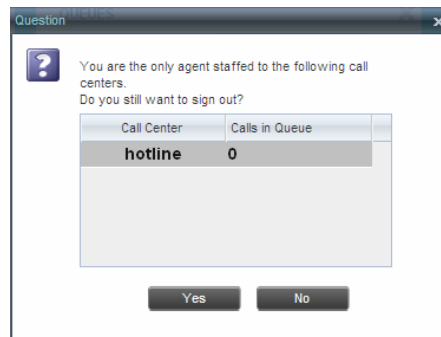 QUEUES
Question
x
?
You are the only agent staffed to the following call
centers.
Do you still want to sign out?
Call Center Calls in Queue
hotline 0
Yes No